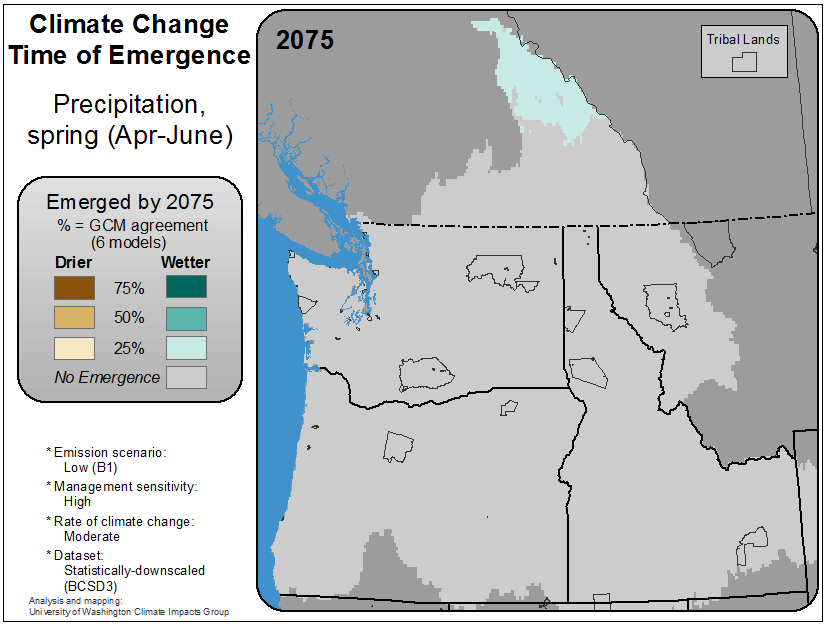 Climate Change
Time of Emergence
Precipitation,
spring (Apr-June)
Emerged by 2075
% = GCM agreement
(6 models)
Drier Wetter
75%
50%
25%
No Emergence
* Emission scenario:
Low (B1)
* Management sensitivity:
High
* Rate of climate change:
Moderate
* Dataset:
Statistically-downscaled
(BCSD3)
Analysis and mapping:
University of Washington Climate Impacts Group
2075
Tribal Lands